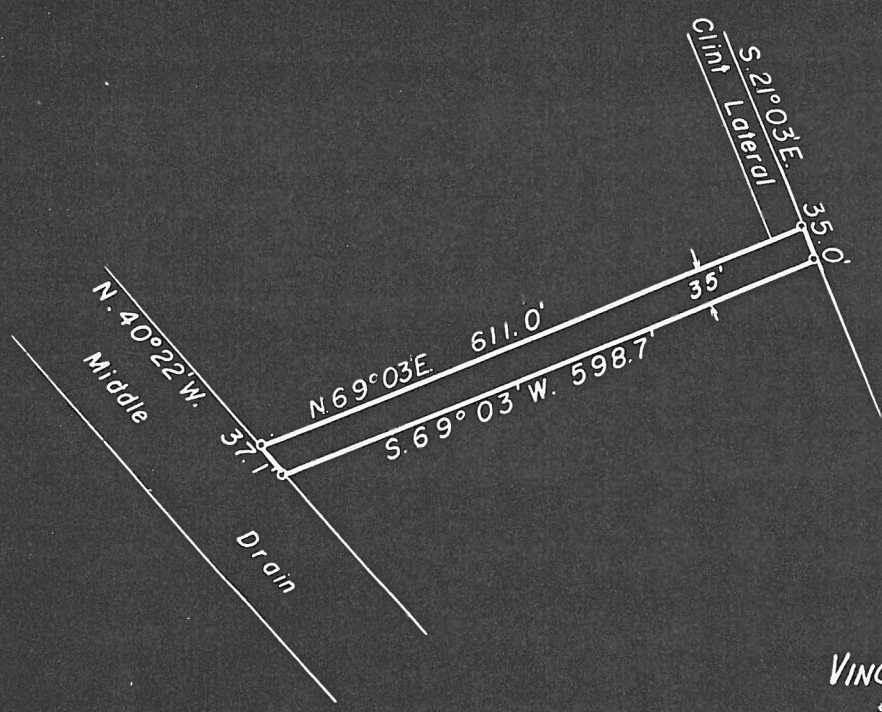 Clint Lateral
S. 21°03'E.
35.0'
35'
N. 69°03'E. 611.0'
S. 69° 03' W. 598.7'
N. 40°22'W.
Middle
Drain
37.1'